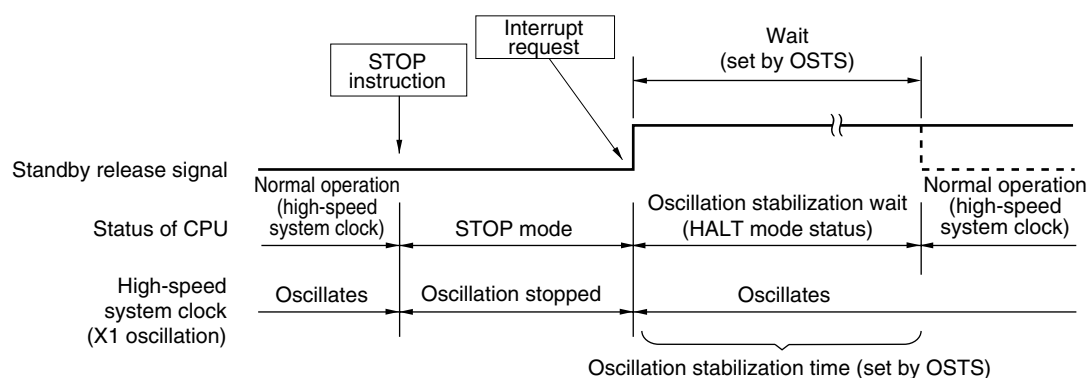 Interrupt
request
Wait
(set by OSTS)
STOP
instruction
Standby release signal
Normal operation
(high-speed
system clock)
Oscillation stabilization wait
(HALT mode status)
Normal operation
(high-speed
system clock)
Status of CPU
STOP mode
High-speed
system clock
(X1 oscillation)
Oscillates
Oscillation stopped
Oscillates
Oscillation stabilization time (set by OSTS)